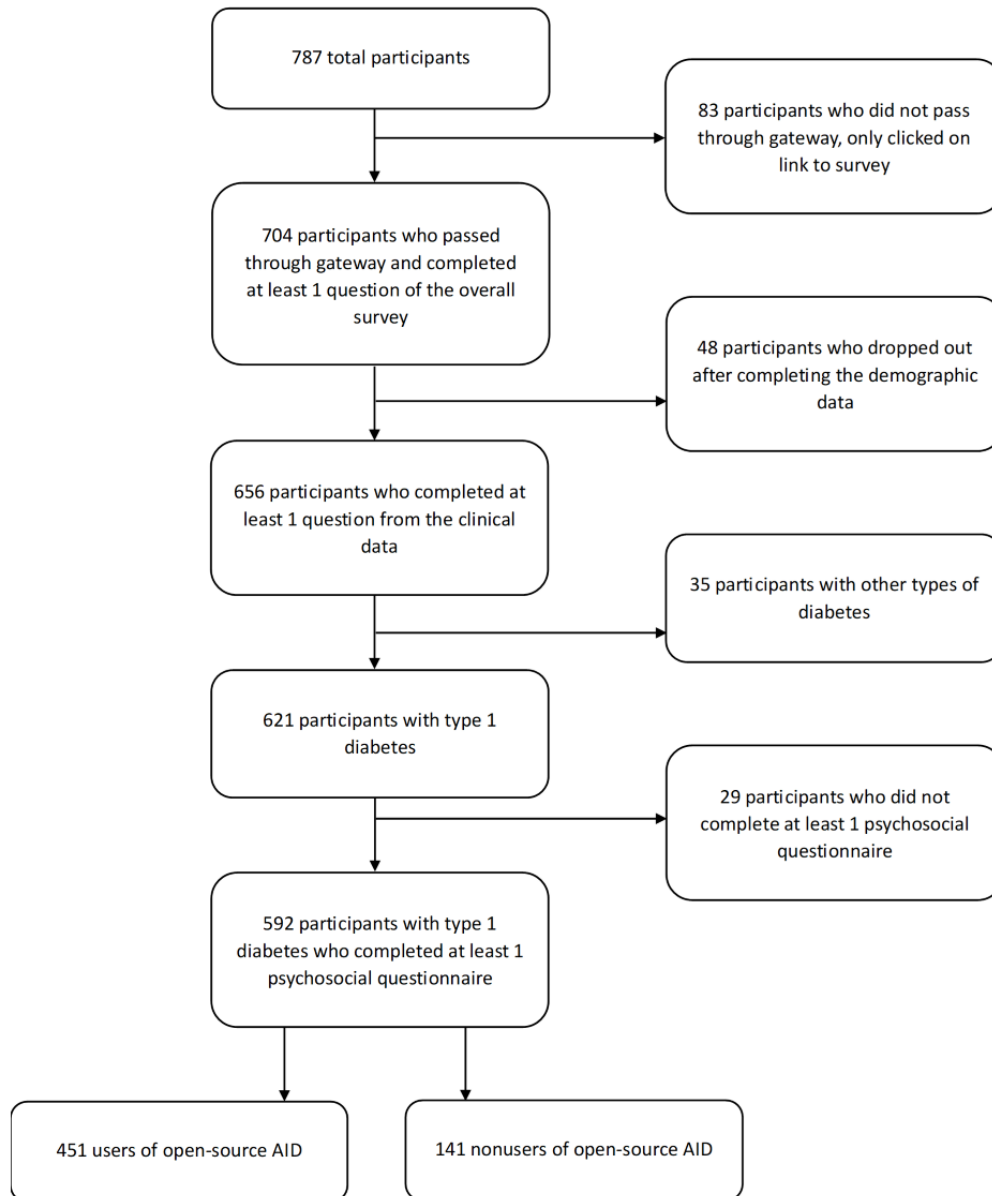 787 total participants
83 participants who did not pass
through gateway, only clicked on
link to survey
704 participants who passed
through gateway and completed
at least 1 question of the overall
survey
48 participants who dropped out
after completing the demographic
data
656 participants who completed at
least 1 question from the clinical
data
35 participants with other types of
diabetes
621 participants with type 1
diabetes
29 participants who did not
complete at least 1 psychosocial
questionnaire
592 participants with type 1
diabetes who completed at least 1
psychosocial questionnaire
451 users of open-source AID
141 nonusers of open-source AID